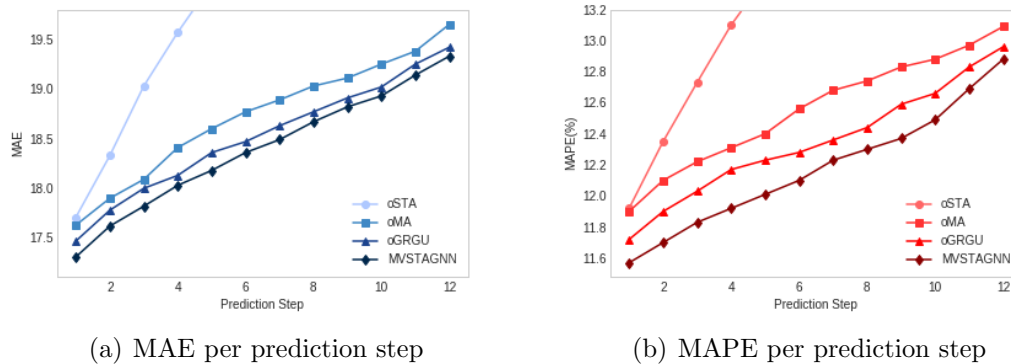 19.5
19.0
18.5
18.0
17.5
MAE
2 4 6 8 10 12
Prediction Step
oSTA
oMA
oGRGU
MVSTAGNN
(a) MAE per prediction step
13.2
13.0
12.8
12.6
12.4
12.2
12.0
11.8
11.6
MAPE(%)
2 4 6 8 10 12
Prediction Step
oSTA
oMA
oGRGU
MVSTAGNN
(b) MAPE per prediction step